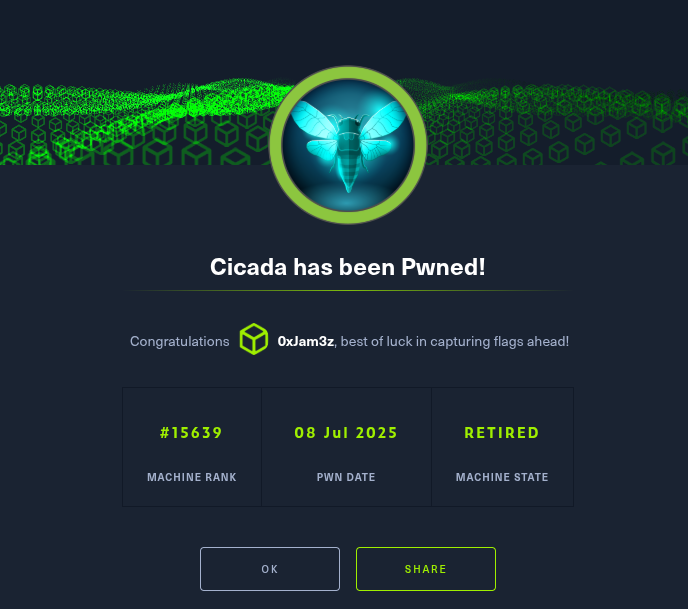 Cicada has been Pwned!
Congratulations 0xJam3z, best of luck in capturing flags ahead!
#15639 08 Jul 2025 RETIRED
MACHINE RANK PWN DATE MACHINE STATE
OK SHARE